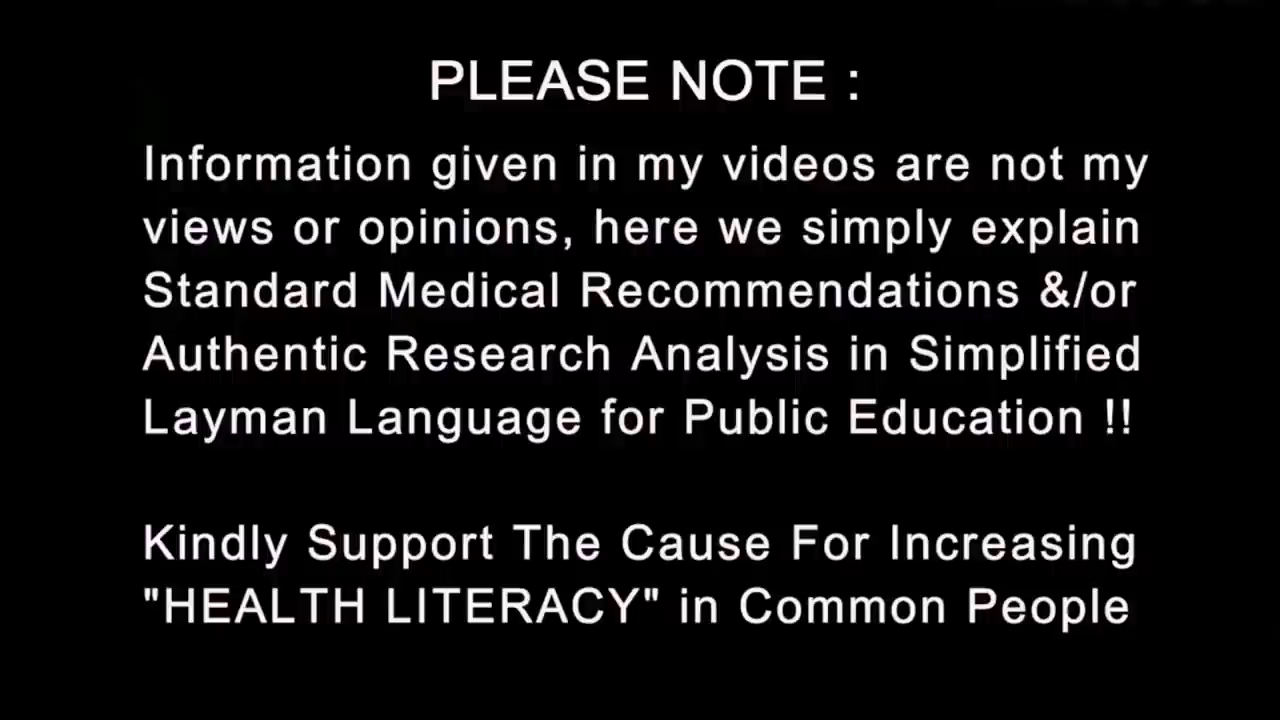 PLEASE NOTE :
Information given in my videos are not my
views or opinions, here we simply explain
Standard Medical Recommendations &/or
Authentic Research Analysis in Simplified
Layman Language for Public Education !!
Kindly Support The Cause For Increasing
"HEALTH LITERACY" in Common People